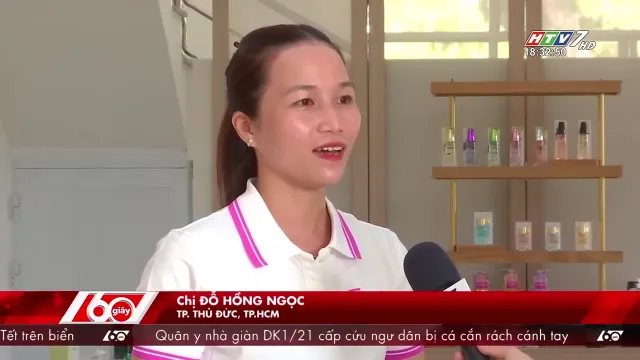 HTV7 HD
18:32:50
60 giây
Chị ĐỖ HỒNG NGỌC
TP. THỦ ĐỨC, TP.HCM
Tết trên biển 60 Quân y nhà giàn DK1/21 cấp cứu ngư dân bị cá cắn rách cánh tay 60